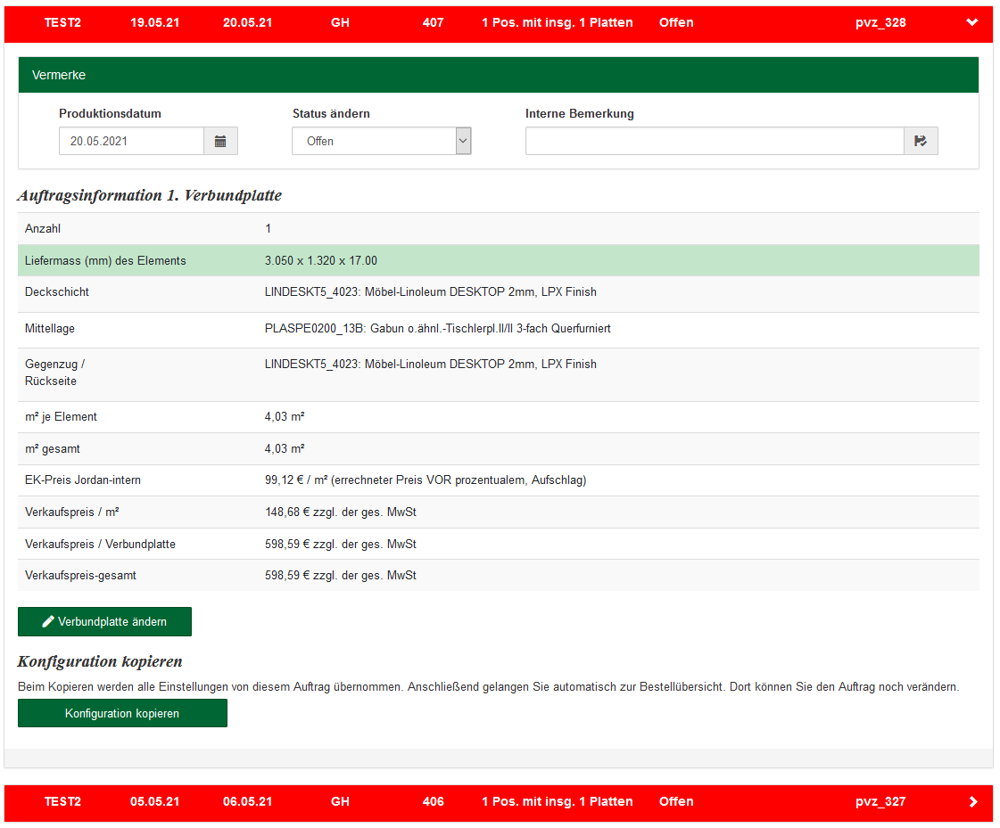 TEST2 19.05.21 20.05.21 GH 407 1 Pos. mit insg. 1 Platten Offen pvz_328
Vermerke
Produktionsdatum Status ändern Interne Bemerkung
20.05.2021 Offen
Auftragsinformation 1. Verbundplatte
Anzahl 1
Liefermass (mm) des Elements 3.050 x 1.320 x 17.00
Deckschicht LINDESKT5_4023: Möbel-Linoleum DESKTOP 2mm, LPX Finish
Mittellage PLASPE0200_13B: Gabun o.ähnl.-Tischlerpl.II/II 3-fach Querfurniert
Gegenzug / LINDESKT5_4023: Möbel-Linoleum DESKTOP 2mm, LPX Finish
Rückseite
m² je Element 4,03 m²
m² gesamt 4,03 m²
EK-Preis Jordan-intern 99,12 € / m² (errechneter Preis VOR prozentualem, Aufschlag)
Verkaufspreis / m² 148,68 € zzgl. der ges. MwSt
Verkaufspreis / Verbundplatte 598,59 € zzgl. der ges. MwSt
Verkaufspreis-gesamt 598,59 € zzgl. der ges. MwSt
Verbundplatte ändern
Konfiguration kopieren
Beim Kopieren werden alle Einstellungen von diesem Auftrag übernommen. Anschließend gelangen Sie automatisch zur Bestellübersicht. Dort können Sie den Auftrag noch verändern.
Konfiguration kopieren
TEST2 05.05.21 06.05.21 GH 406 1 Pos. mit insg. 1 Platten Offen pvz_327